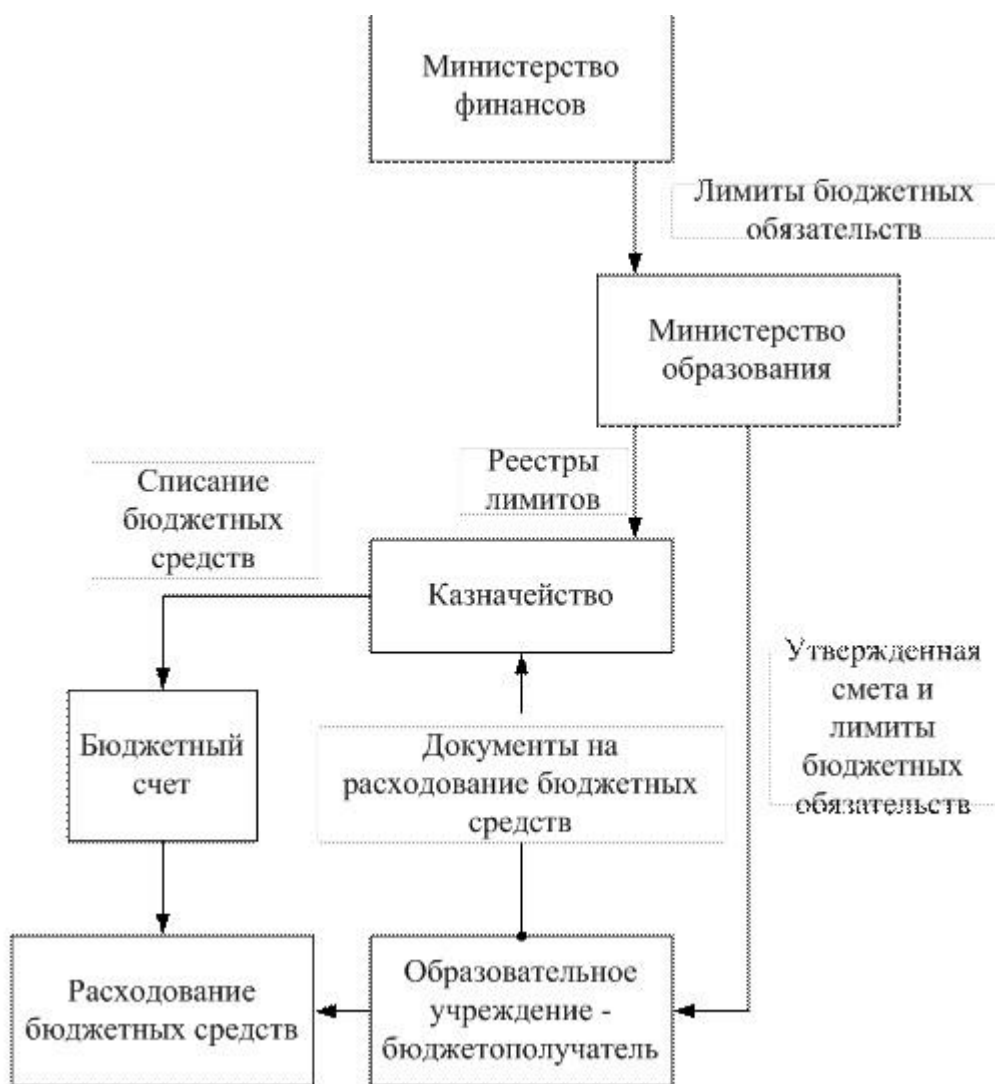 Министерство
финансов
Лимиты бюджетных
обязательств
Министерство
образования
Реестры
лимитов
Списание
бюджетных
средств
Казначейство
Утвержденная
смета и
лимиты
бюджетных
обязательств
Бюджетный
счет
Документы на
расходование бюджетных
средств
Расходование
бюджетных средств
Образовательное
учреждение -
бюджетополучатель